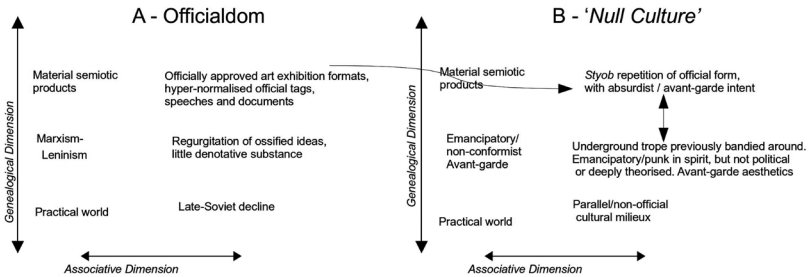 A - Officialdom
Genealogical Dimension
Material semiotic
products
Officially approved art exhibition formats,
hyper-normalised official tags,
speeches and documents
Marxism-
Leninism
Regurgitation of ossified ideas,
little denotative substance
Practical world
Late-Soviet decline
Associative Dimension
B - ‘Null Culture’
Genealogical Dimension
Material semiotic
products
Styob repetition of official form,
with absurdist / avant-garde intent
Emancipatory/
non-conformist
Avant-garde
Underground trope previously bandied around.
Emancipatory/punk in spirit, but not political
or deeply theorised. Avant-garde aesthetics
Practical world
Parallel/non-official
cultural milieux
Associative Dimension